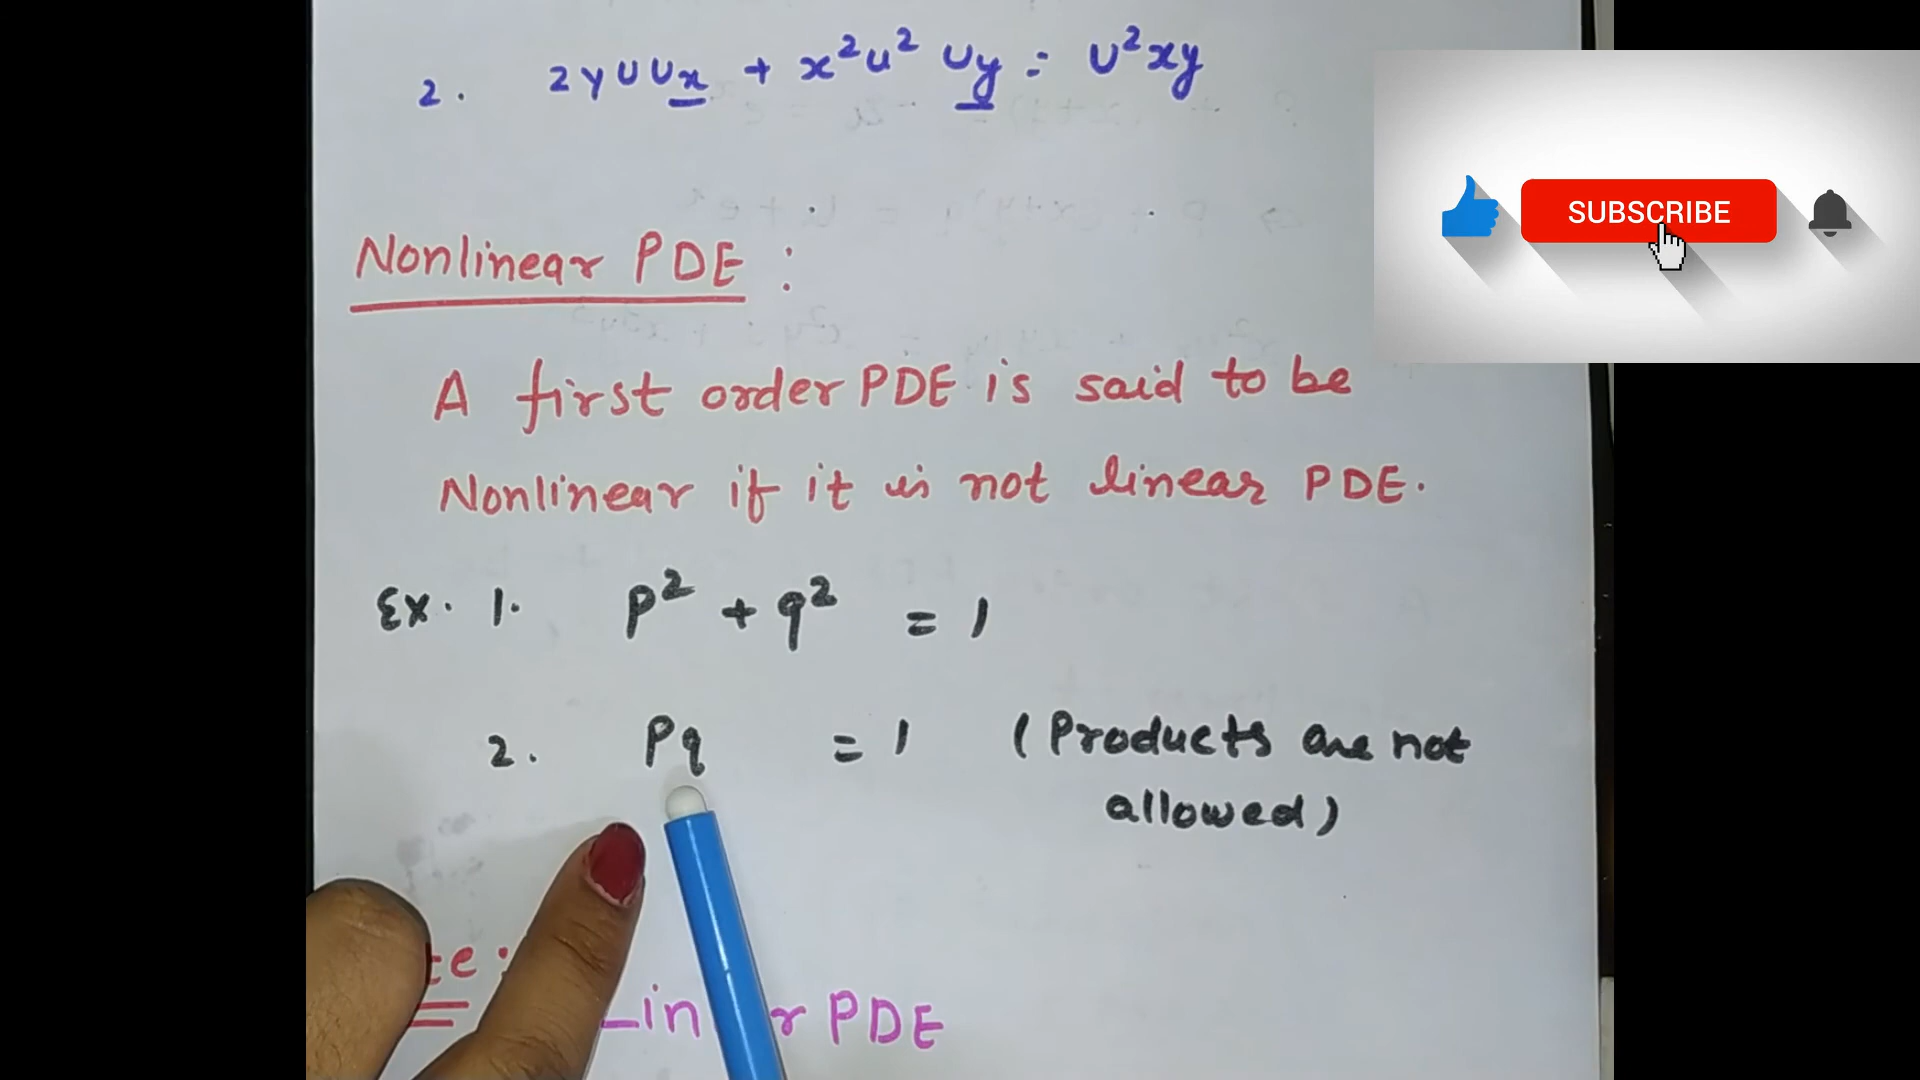 2. 2yuux + x²u² uy = u²xy
SUBSCRIBE
Nonlinear PDE :
A first order PDE is said to be
Nonlinear if it is not linear PDE.
Ex. 1. p² + q² = 1
2. Pq = 1 (Products are not
allowed)
PDE